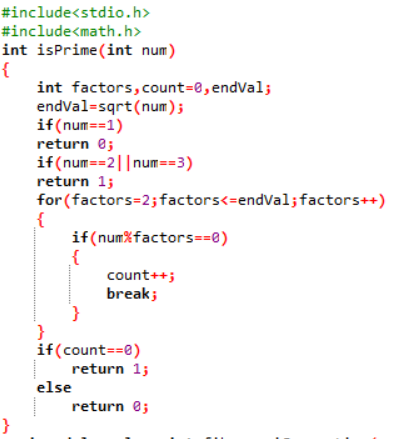 #include<stdio.h>
#include<math.h>
int isPrime(int num)
{
int factors,count=0,endVal;
endVal=sqrt(num);
if(num==1)
return 0;
if(num==2||num==3)
return 1;
for(factors=2;factors<=endVal;factors++)
{
if(num%factors==0)
{
count++;
break;
}
}
if(count==0)
return 1;
else
return 0;
}